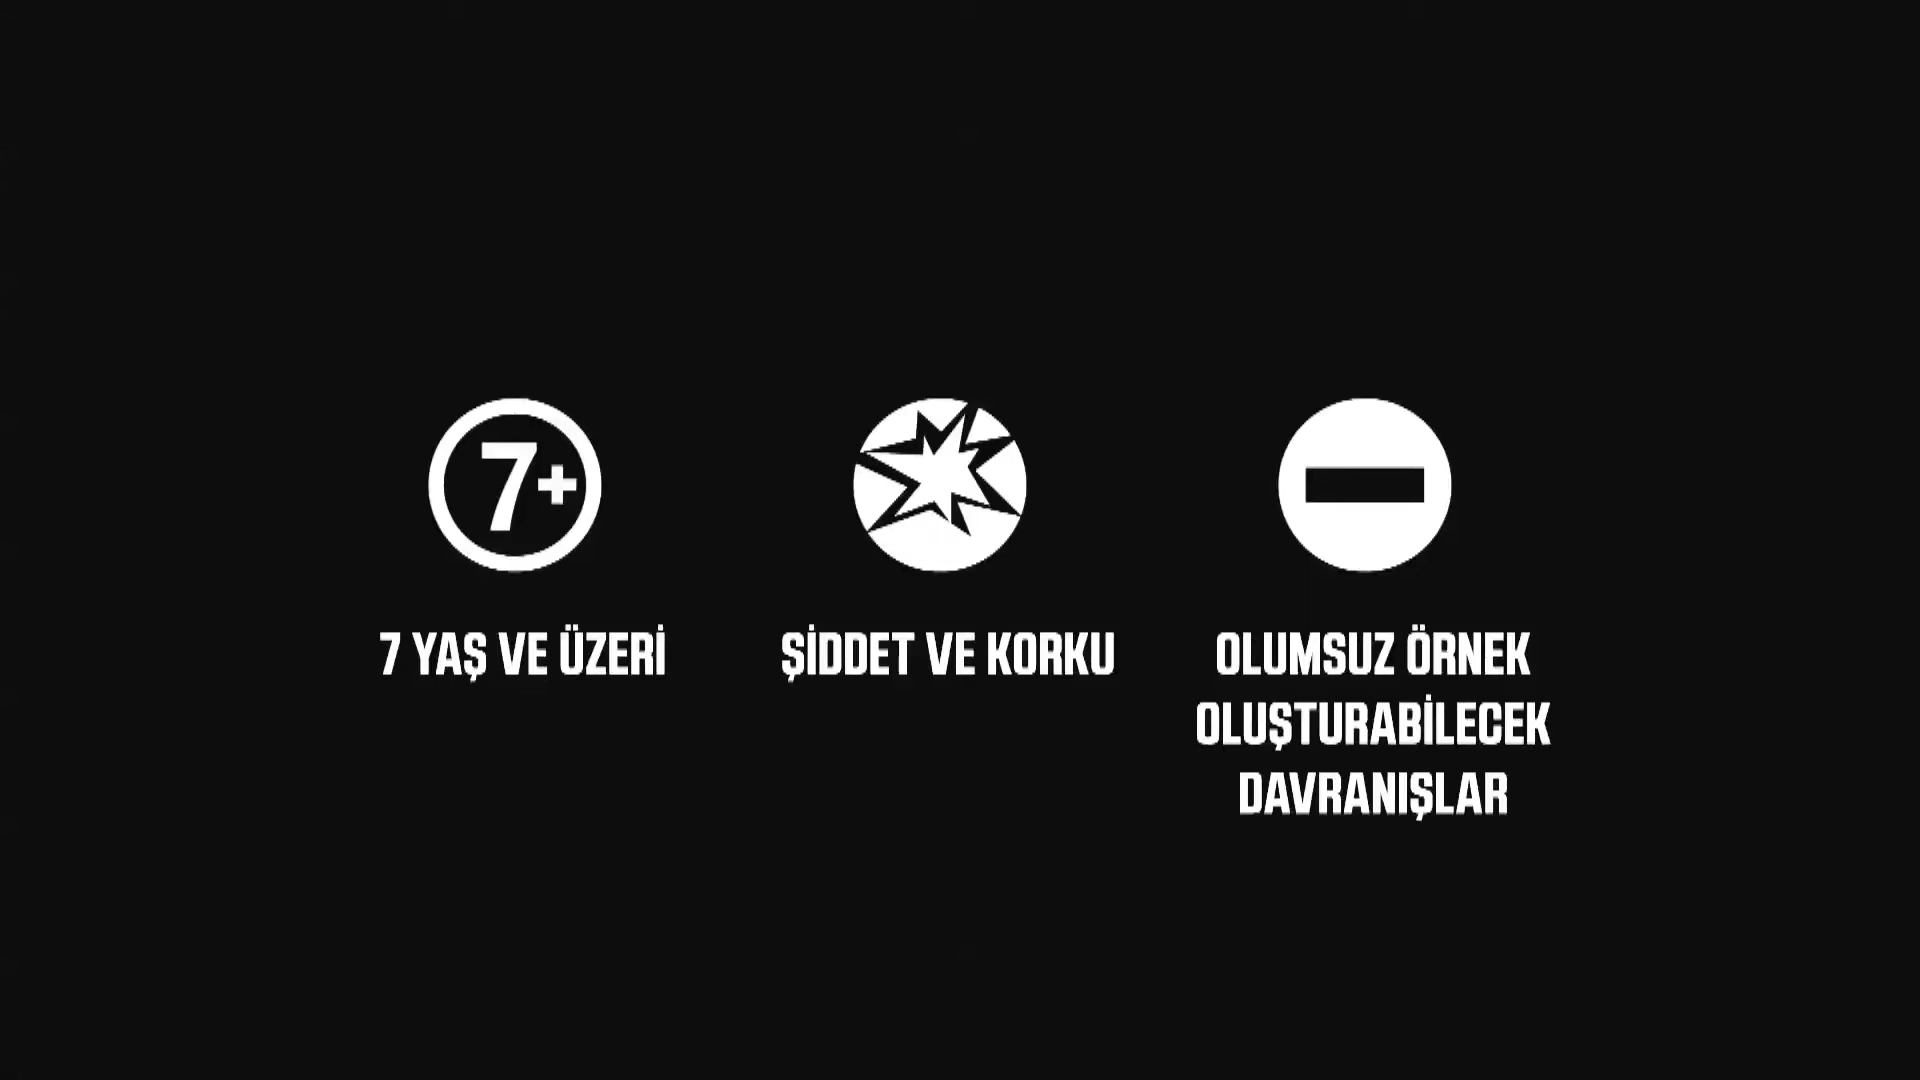 7+
7 YAŞ VE ÜZERİ
ŞİDDET VE KORKU
OLUMSUZ ÖRNEK
OLUŞTURABİLECEK
DAVRANIŞLAR